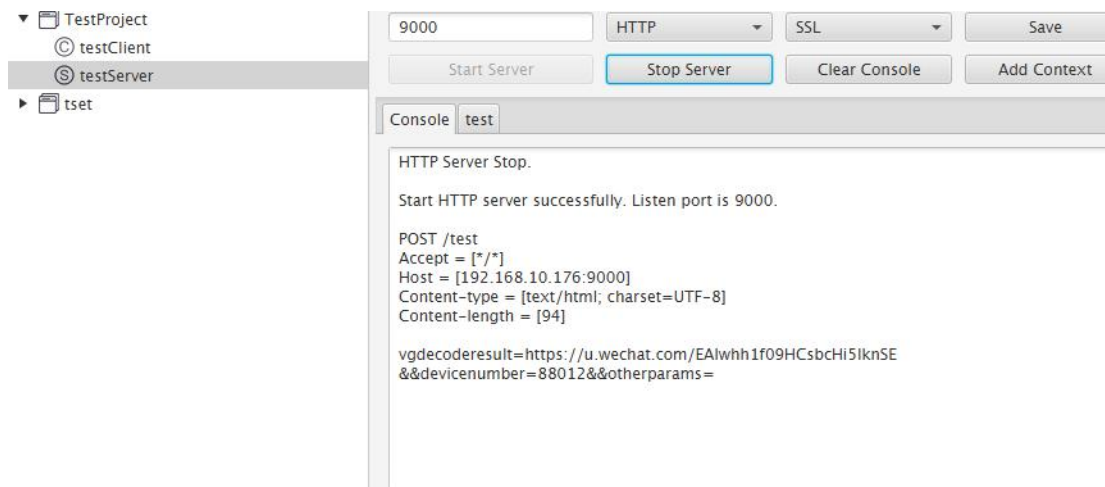 TestProject
testClient
testServer
tset
9000
HTTP
SSL
Save
Start Server
Stop Server
Clear Console
Add Context
Console
test
HTTP Server Stop.
Start HTTP server successfully. Listen port is 9000.
POST /test
Accept = [*/*]
Host = [192.168.10.176:9000]
Content-type = [text/html; charset=UTF-8]
Content-length = [94]
vgdecoderesult=https://u.wechat.com/EAlwhh1f09HCsbcHi5IknSE
&&devicenumber=88012&&otherparams=